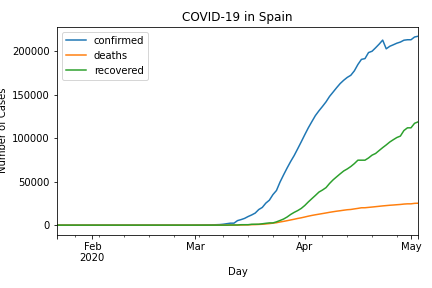 COVID-19 in Spain
confirmed
deaths
recovered
200000
150000
100000
50000
0
Number of Cases
Feb
2020
Mar
Apr
May
Day